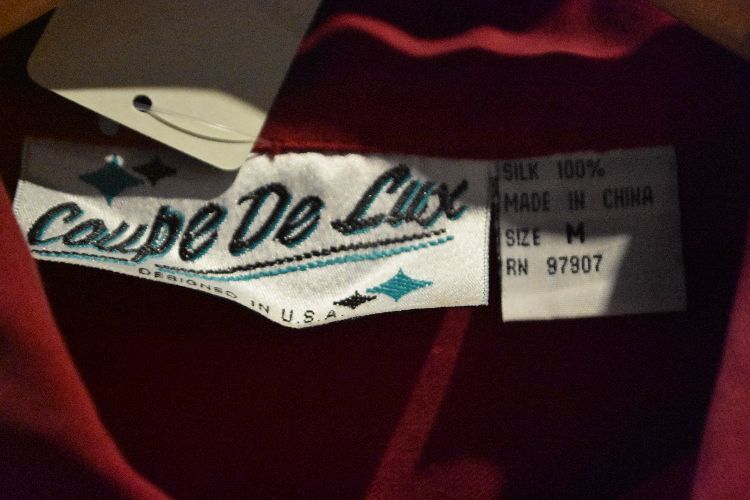 Coupe De Lux
DESIGNED IN U.S.A.
SILK 100%
MADE IN CHINA
SIZE M
RN 97907